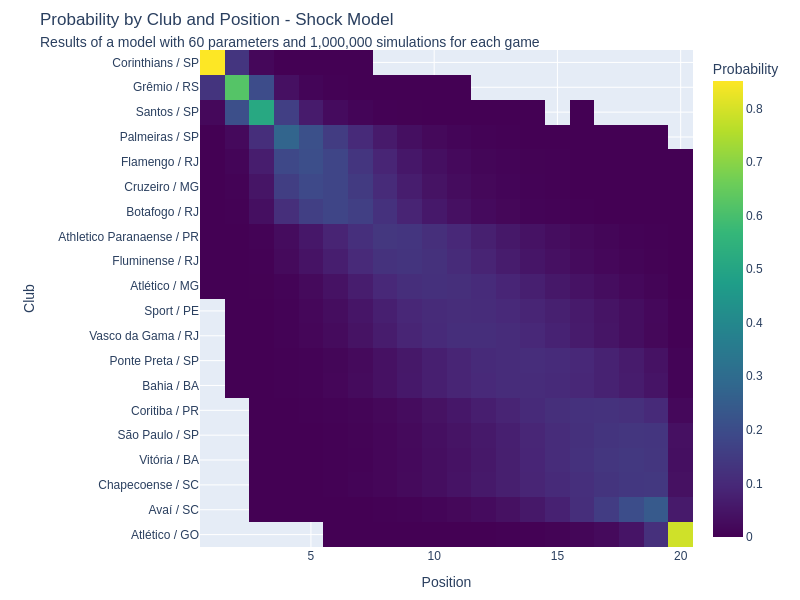 Probability by Club and Position - Shock Model
Results of a model with 60 parameters and 1,000,000 simulations for each game
Probability
Corinthians / SP
Grêmio / RS
Santos / SP
Palmeiras / SP
Flamengo / RJ
Cruzeiro / MG
Botafogo / RJ
Athletico Paranaense / PR
Fluminense / RJ
Atlético / MG
Sport / PE
Vasco da Gama / RJ
Ponte Preta / SP
Bahia / BA
Coritiba / PR
São Paulo / SP
Vitória / BA
Chapecoense / SC
Avaí / SC
Atlético / GO
Club
5
10
15
20
Position
0.8
0.7
0.6
0.5
0.4
0.3
0.2
0.1
0